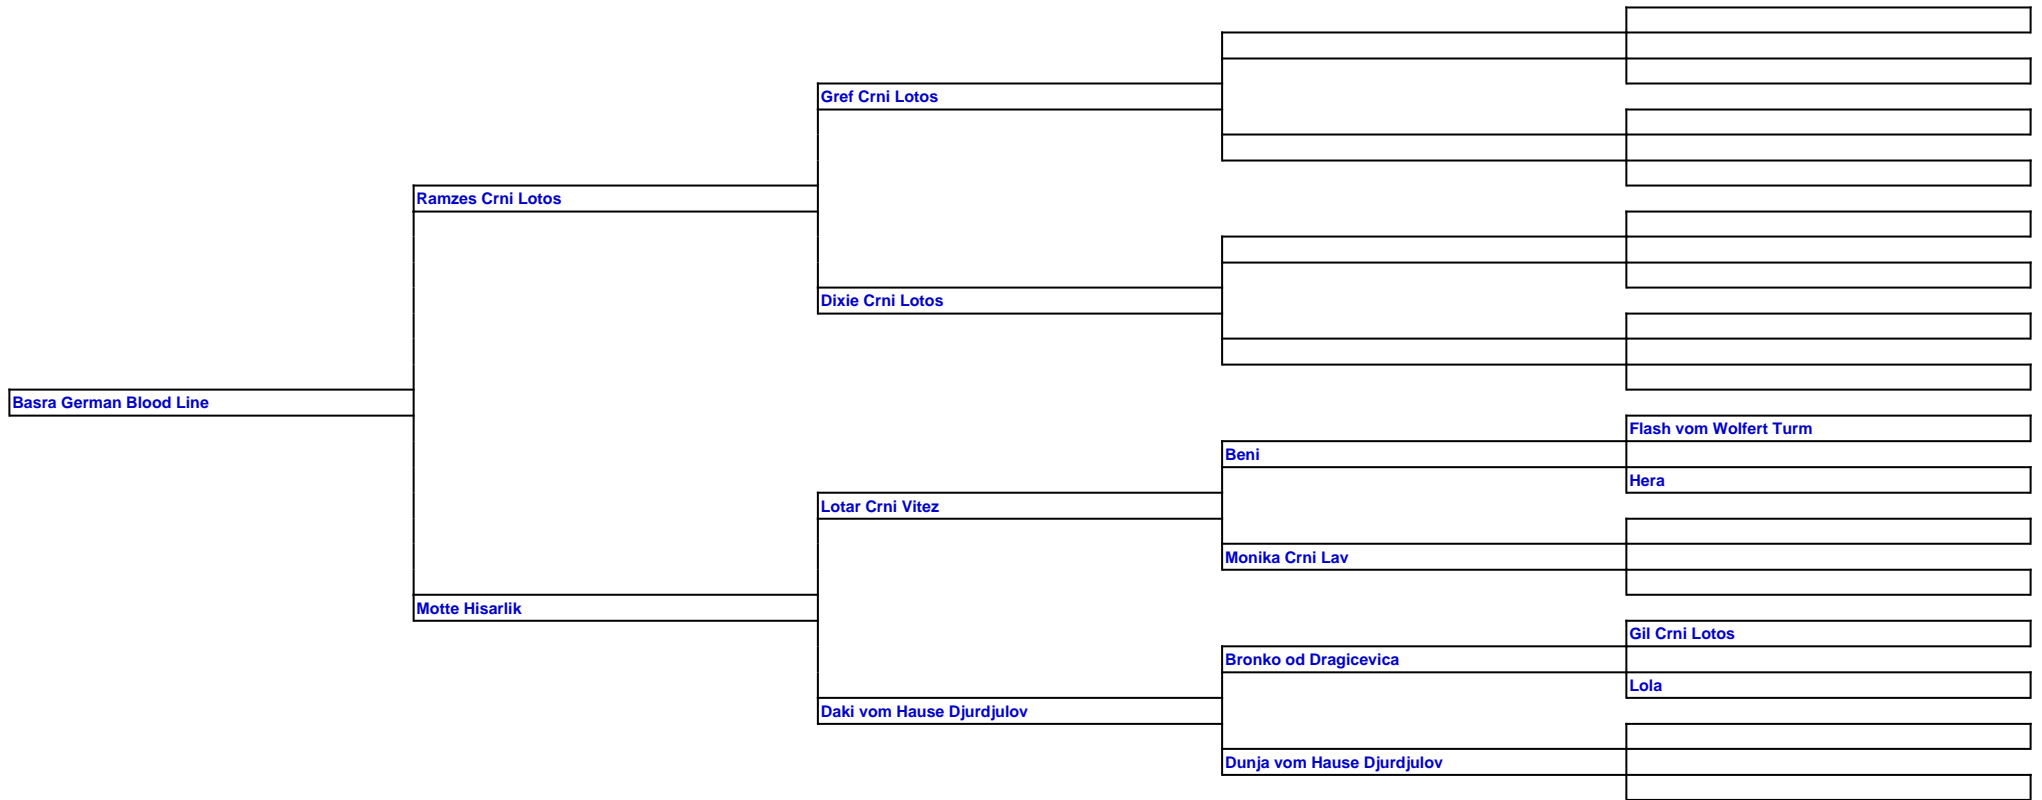 Gref Crni Lotos
Ramzes Crni Lotos
Dixie Crni Lotos
Basra German Blood Line
Flash vom Wolfert Turm
Beni
Hera
Lotar Crni Vitez
Monika Crni Lav
Motte Hisarlik
Gil Crni Lotos
Bronko od Dragicevica
Lola
Daki vom Hause Djurdjulov
Dunja vom Hause Djurdjulov